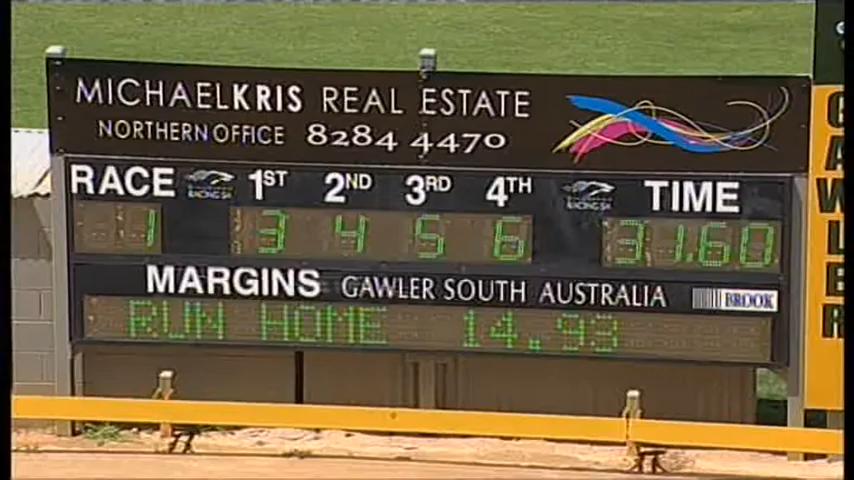 MICHAELKRIS REAL ESTATE
NORTHERN OFFICE 8284 4470
RACE 1ST 2ND 3RD 4TH TIME
1 3 4 5 6 31.60
MARGINS GAWLER SOUTH AUSTRALIA BROOK
RUN HOME 14.93
GAWLER